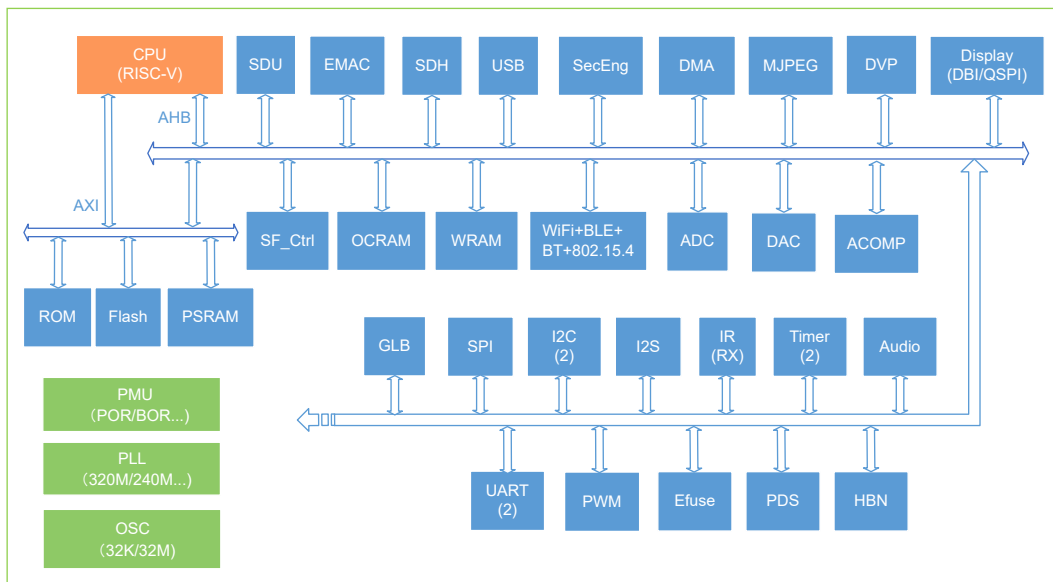 CPU
(RISC-V)
SDU
EMAC
SDH
USB
SecEng
DMA
MJPEG
DVP
Display
(DBI/QSPI)
AHB
AXI
SF_Ctrl
OCRAM
WRAM
WiFi+BLE+
BT+802.15.4
ADC
DAC
ACOMP
ROM
Flash
PSRAM
GLB
SPI
I2C
(2)
I2S
IR
(RX)
Timer
(2)
Audio
PMU
(POR/BOR...)
PLL
(320M/240M...)
OSC
(32K/32M)
UART
(2)
PWM
Efuse
PDS
HBN